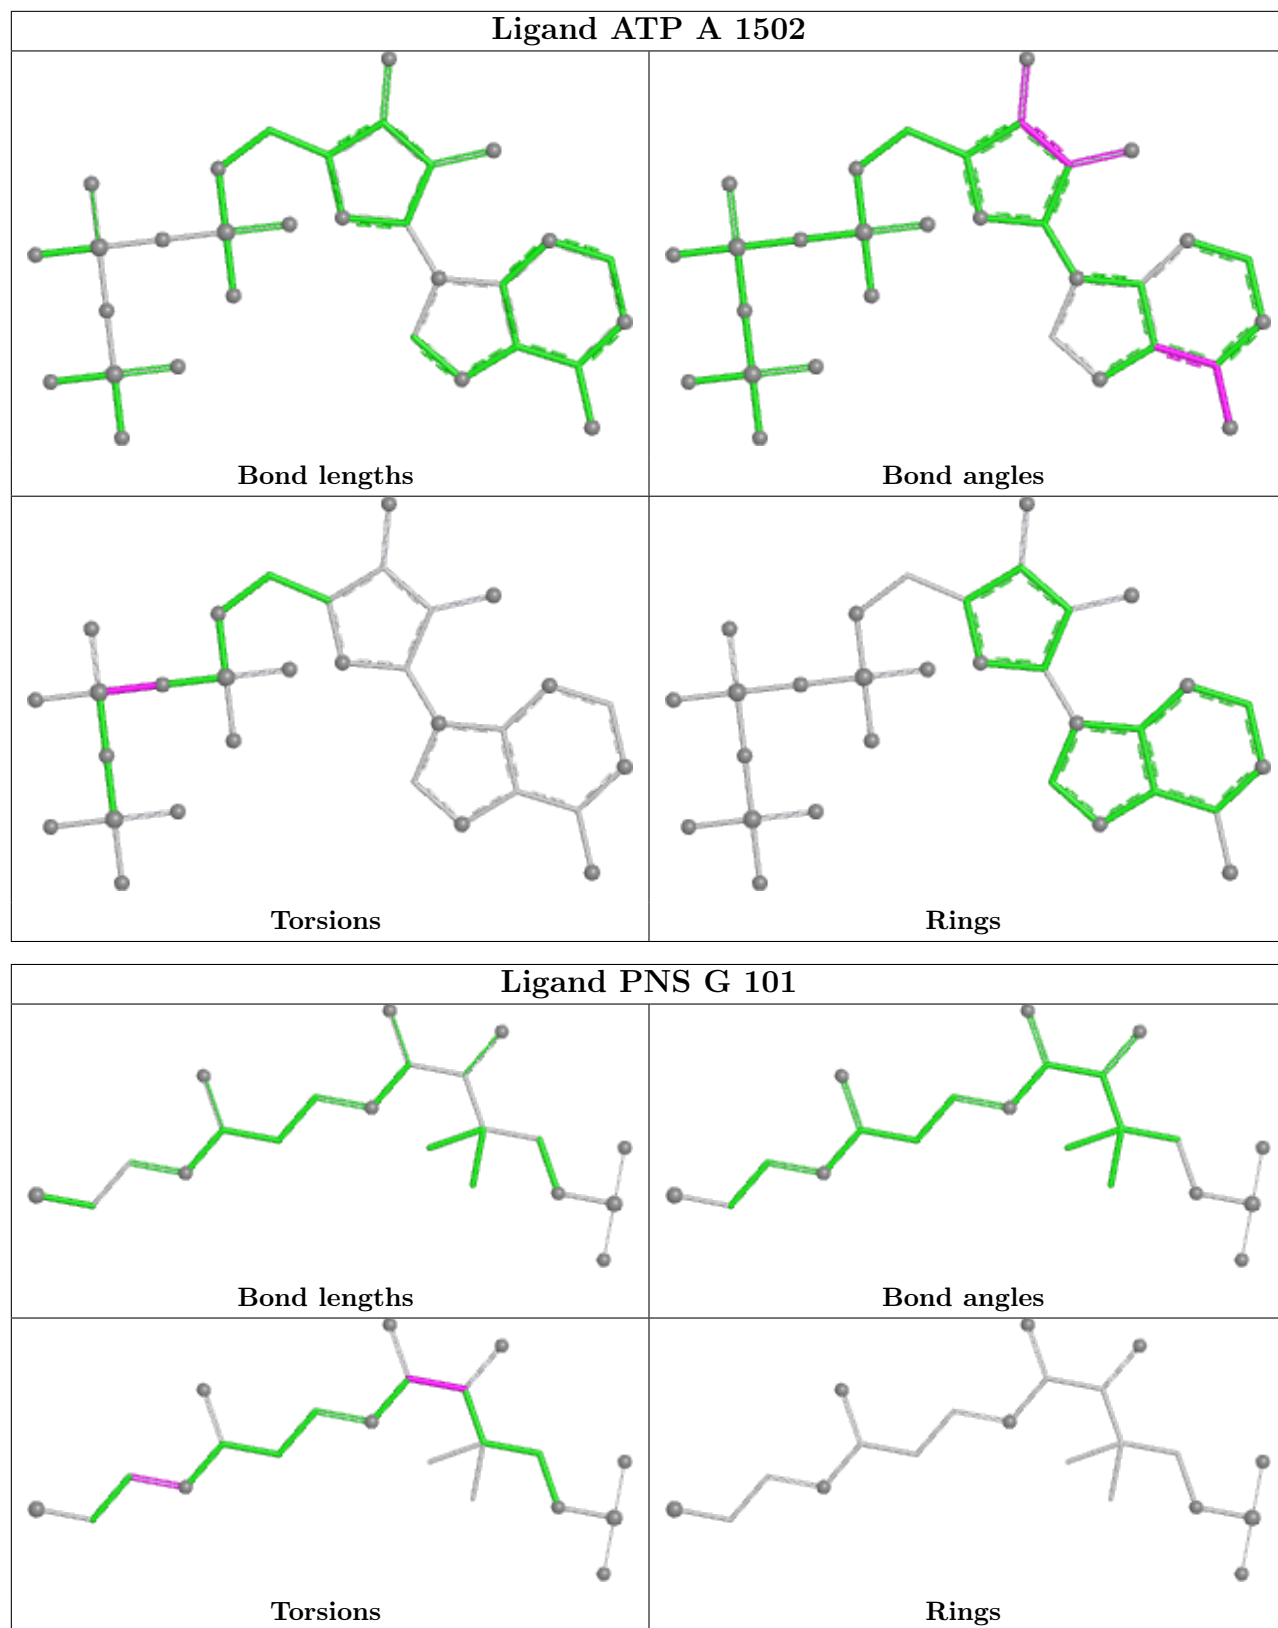 Ligand ATP A 1502
Bond lengths
Bond angles
Torsions
Rings
Ligand PNS G 101
Bond lengths
Bond angles
Torsions
Rings